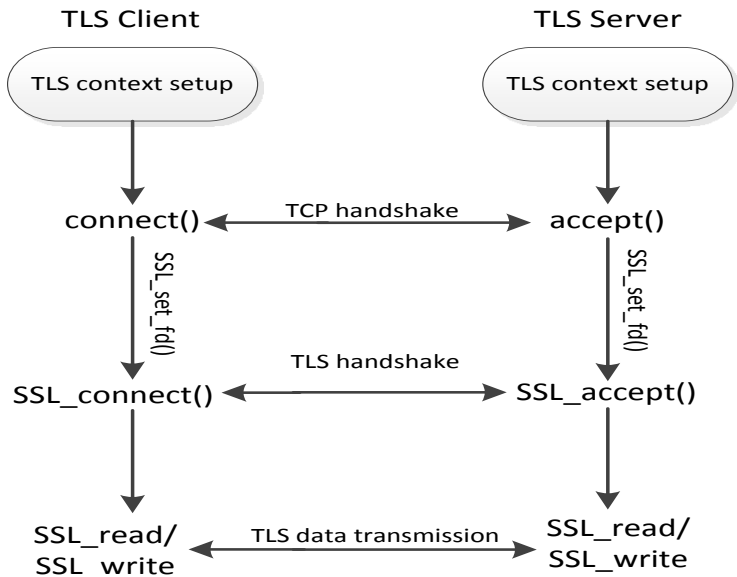 TLS Client
TLS Server
TLS context setup
TLS context setup
connect()
TCP handshake
accept()
SSL_set_fd()
SSL_set_fd()
SSL_connect()
TLS handshake
SSL_accept()
SSL_read/
SSL_write
TLS data transmission
SSL_read/
SSL_write